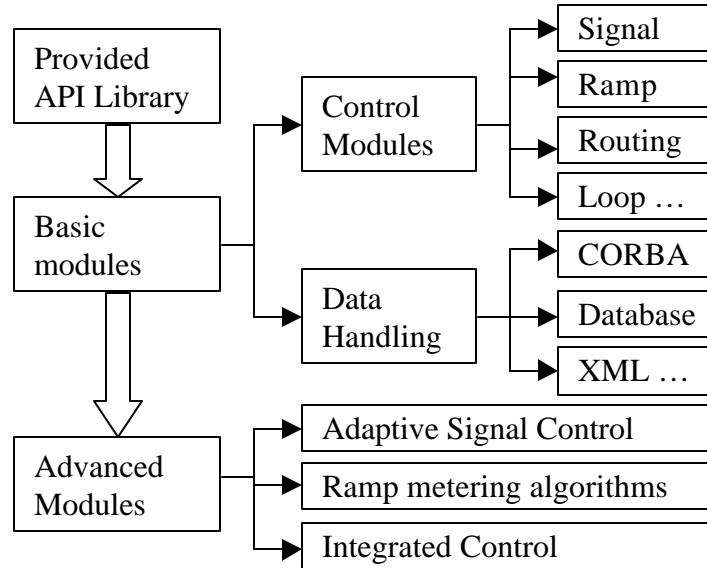 Provided
API Library
Basic
modules
Advanced
Modules
Control
Modules
Data
Handling
Signal
Ramp
Routing
Loop …
CORBA
Database
XML …
Adaptive Signal Control
Ramp metering algorithms
Integrated Control